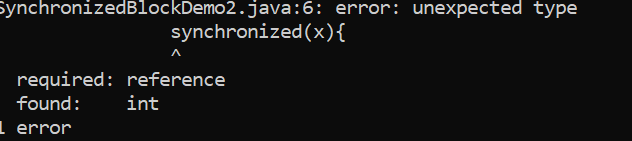 SynchronizedBlockDemo2.java:6: error: unexpected type
synchronized(x){
^
required: reference
found: int
1 error